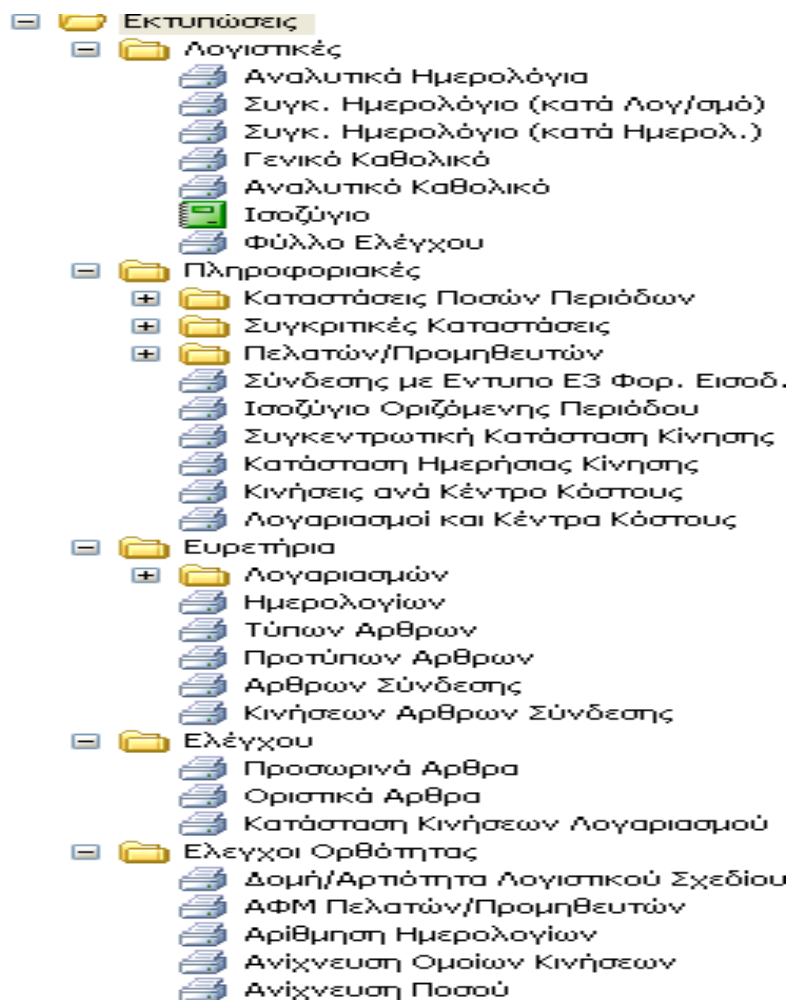 Εκτυπώσεις
Λογιστικές
Αναλυτικά Ημερολόγια
Συγκ. Ημερολόγιο (κατά Λογ/σμό)
Συγκ. Ημερολόγιο (κατά Ημερολ.)
Γενικό Καθολικό
Αναλυτικό Καθολικό
Ισοζύγιο
Φύλλο Ελέγχου
Πληροφοριακές
Καταστάσεις Ποσών Περιόδων
Συγκριτικές Καταστάσεις
Πελατών/Προμηθευτών
Σύνδεσης με Εντυπο Ε3 Φορ. Εισοδ.
Ισοζύγιο Οριζόμενης Περιόδου
Συγκεντρωτική Κατάσταση Κίνησης
Κατάσταση Ημερήσιας Κίνησης
Κινήσεις ανά Κέντρο Κόστους
Λογαριασμοί και Κέντρα Κόστους
Ευρετήρια
Λογαριασμών
Ημερολογίων
Τύπων Αρθρων
Προτύπων Αρθρων
Αρθρων Σύνδεσης
Κινήσεων Αρθρων Σύνδεσης
Ελέγχου
Προσωρινά Αρθρα
Οριστικά Αρθρα
Κατάσταση Κινήσεων Λογαριασμού
Ελεγχοι Ορθότητας
Δομή/Αρτιότητα Λογιστικού Σχεδίου
ΑΦΜ Πελατών/Προμηθευτών
Αρίθμηση Ημερολογίων
Ανίχνευση Ομοίων Κινήσεων
Ανίχνευση Ποσού